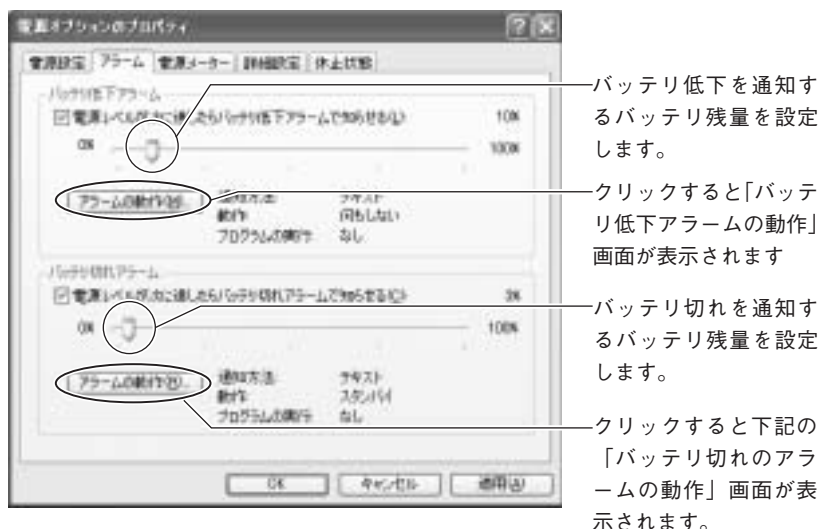 電源オプションのプロパティ
電源設定 アラーム 電源メーター 詳細設定 休止状態
バッテリ低下アラーム
電源レベルが次に達したらバッテリ低下アラームで知らせる(L) 10%
0% 100%
アラームの動作(A)... 通知方法 テキスト
動作 何もしない
プログラムの実行 なし
バッテリ切れアラーム
電源レベルが次に達したらバッテリ切れアラームで知らせる(C) 3%
0% 100%
アラームの動作(R)... 通知方法 テキスト
動作 スタンバイ
プログラムの実行 なし
OK キャンセル 適用(A)
バッテリ低下を通知す
るバッテリ残量を設定
します。
クリックすると「バッテ
リ低下アラームの動作」
画面が表示されます
バッテリ切れを通知す
るバッテリ残量を設定
します。
クリックすると下記の
「バッテリ切れのアラ
ームの動作」画面が表
示されます。